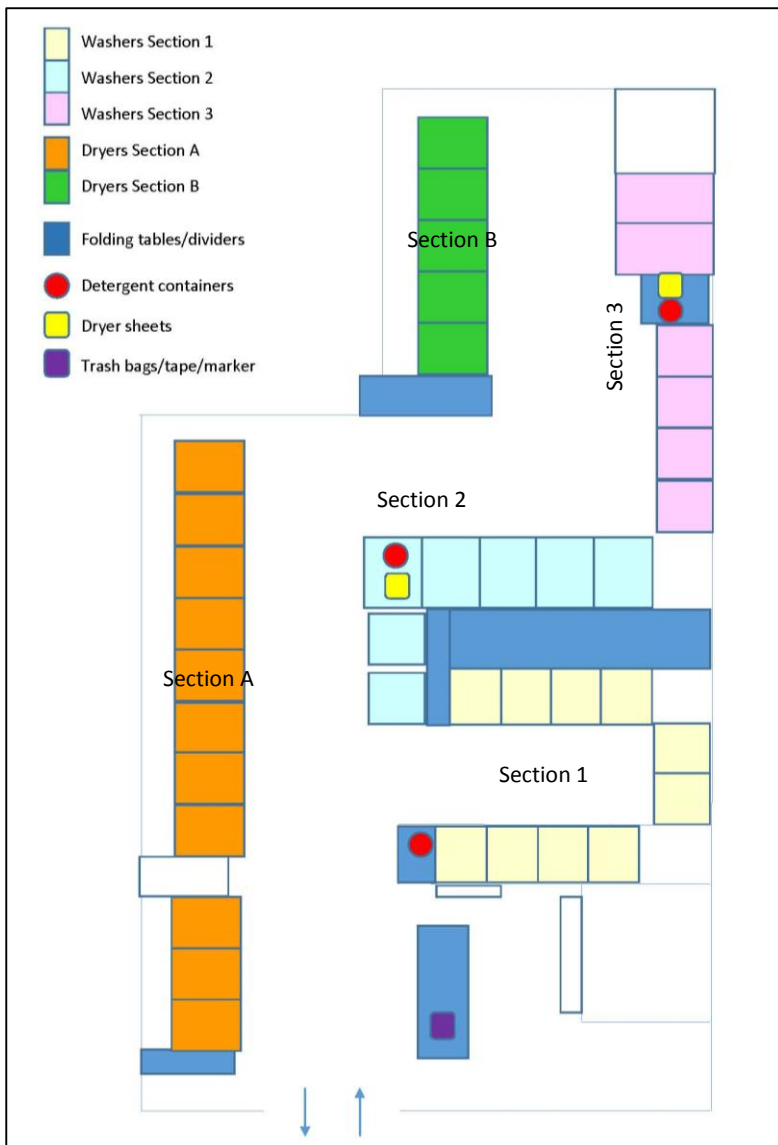 Washers Section 1
Washers Section 2
Washers Section 3
Dryers Section A
Dryers Section B
Folding tables/dividers
Detergent containers
Dryer sheets
Trash bags/tape/marker
Section B
Section 3
Section 2
Section A
Section 1